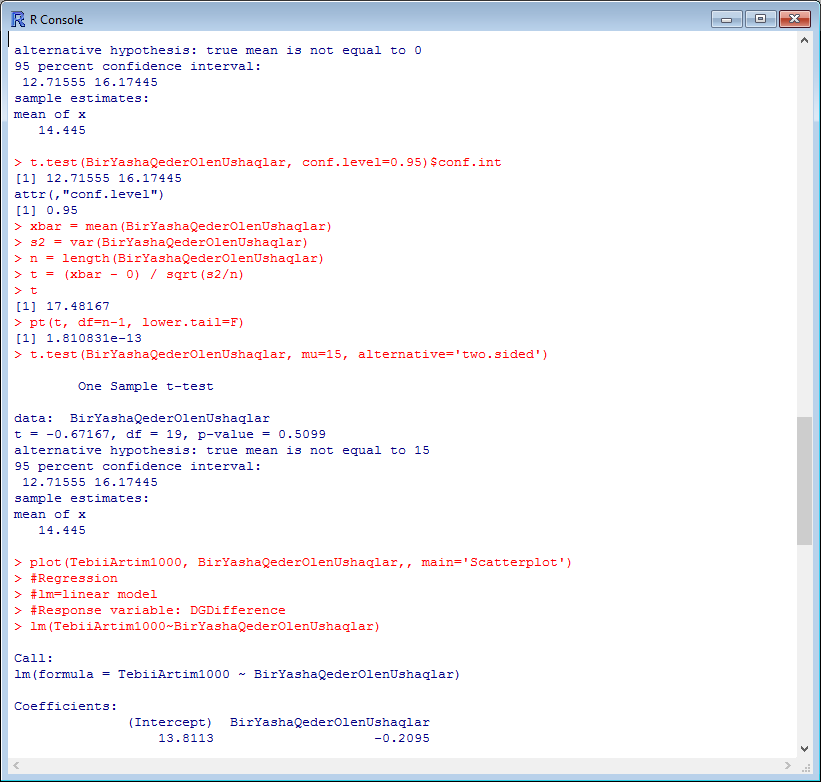 R Console
alternative hypothesis: true mean is not equal to 0
95 percent confidence interval:
 12.71555 16.17445
sample estimates:
mean of x
   14.445
> t.test(BirYashaQederOlenUshaqlar, conf.level=0.95)$conf.int
[1] 12.71555 16.17445
attr(,"conf.level")
[1] 0.95
> xbar = mean(BirYashaQederOlenUshaqlar)
> s2 = var(BirYashaQederOlenUshaqlar)
> n = length(BirYashaQederOlenUshaqlar)
> t = (xbar - 0) / sqrt(s2/n)
> t
[1] 17.48167
> pt(t, df=n-1, lower.tail=F)
[1] 1.810831e-13
> t.test(BirYashaQederOlenUshaqlar, mu=15, alternative='two.sided')
        One Sample t-test
data:  BirYashaQederOlenUshaqlar
t = -0.67167, df = 19, p-value = 0.5099
alternative hypothesis: true mean is not equal to 15
95 percent confidence interval:
 12.71555 16.17445
sample estimates:
mean of x
   14.445
> plot(TebiiArtim1000, BirYashaQederOlenUshaqlar,, main='Scatterplot')
> #Regression
> #lm=linear model
> #Response variable: DGDifference
> lm(TebiiArtim1000~BirYashaQederOlenUshaqlar)
Call:
lm(formula = TebiiArtim1000 ~ BirYashaQederOlenUshaqlar)
Coefficients:
              (Intercept)  BirYashaQederOlenUshaqlar
                  13.8113                    -0.2095